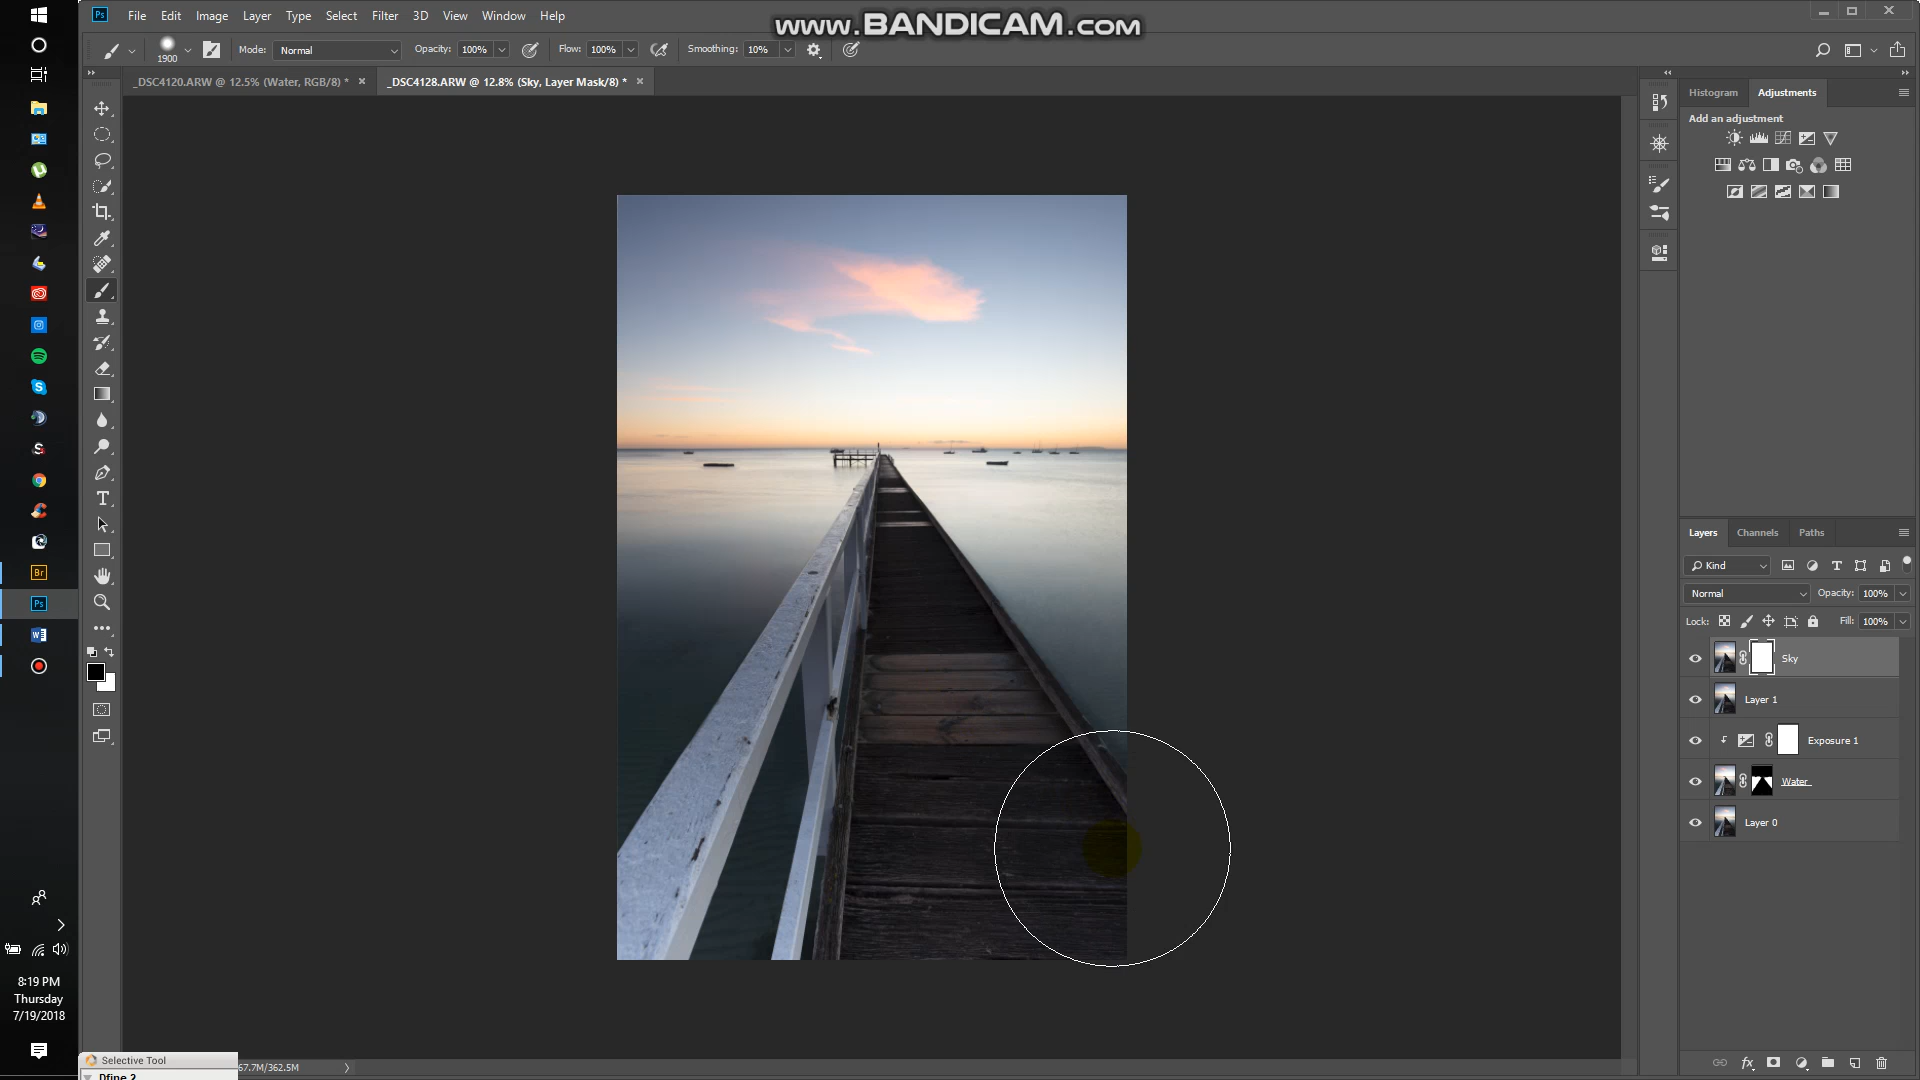 Ps File Edit Image Layer Type Select Filter 3D View Window Help
www.BANDICAM.com
1900 Mode: Normal Opacity: 100% Flow: 100% Smoothing: 10%
_DSC4120.ARW @ 12.5% (Water, RGB/8) * _DSC4128.ARW @ 12.8% (Sky, Layer Mask/8) *
Histogram Adjustments
Add an adjustment
Layers Channels Paths
Kind
Normal Opacity: 100%
Lock: Fill: 100%
Sky
Layer 1
Exposure 1
Water
Layer 0
Br
Ps
8:19 PM
Thursday
7/19/2018
Selective Tool
Dfine 2
67.7M/362.5M